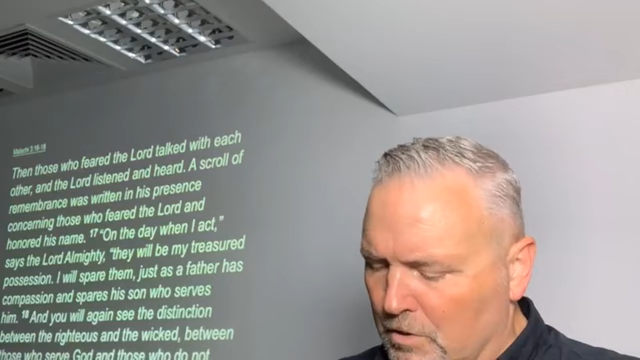 Malachi 3:16-18
Then those who feared the Lord talked with each
other, and the Lord listened and heard. A scroll of
remembrance was written in his presence
concerning those who feared the Lord and
honored his name. 17 "On the day when I act,"
says the Lord Almighty, "they will be my treasured
possession. I will spare them, just as a father has
compassion and spares his son who serves
him. 18 And you will again see the distinction
between the righteous and the wicked, between
those who serve God and those who do not